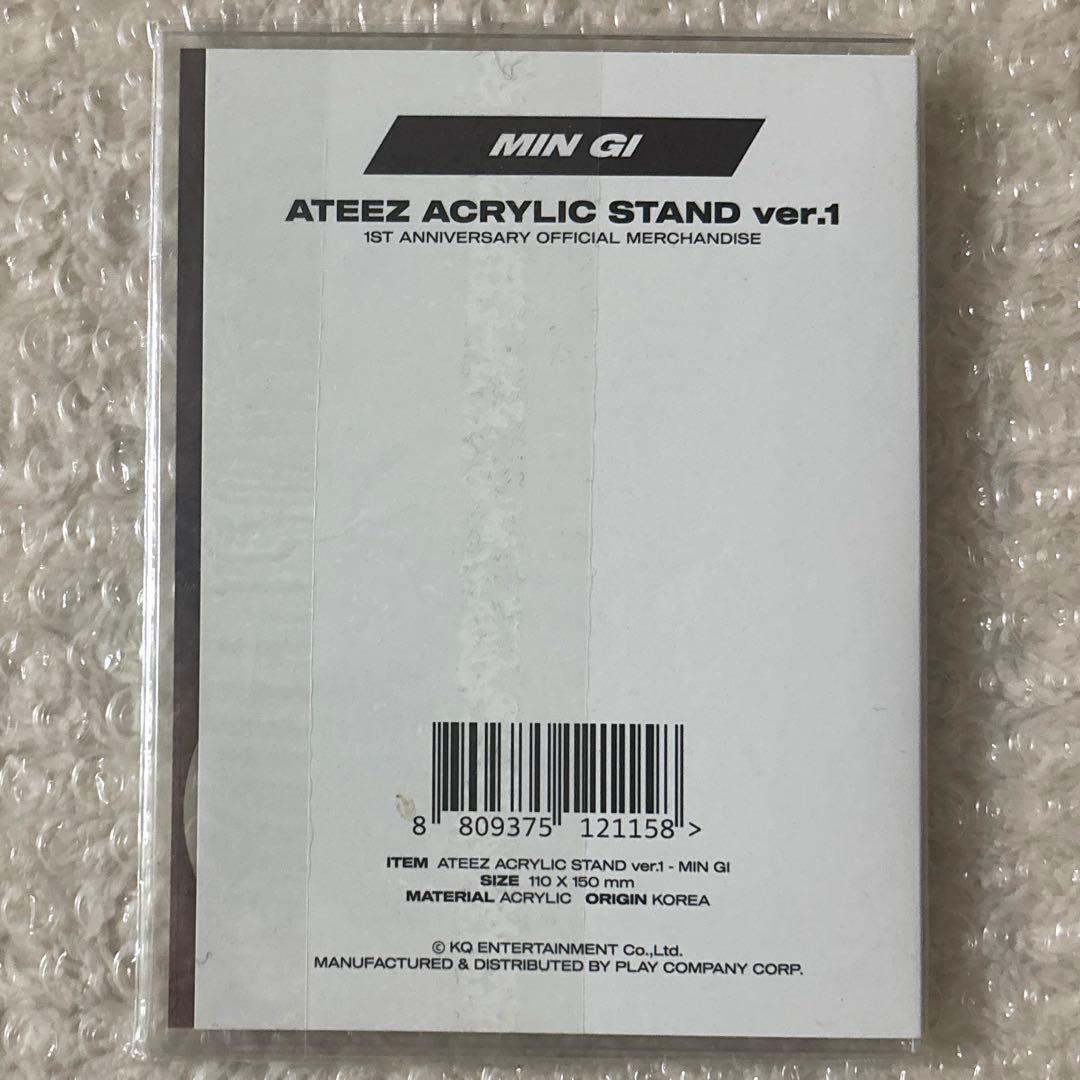 MIN GI
ATEEZ ACRYLIC STAND ver.1
1ST ANNIVERSARY OFFICIAL MERCHANDISE
8 809375 121158 >
ITEM ATEEZ ACRYLIC STAND ver.1 - MIN GI
SIZE 110 X 150 mm
MATERIAL ACRYLIC ORIGIN KOREA
© KQ ENTERTAINMENT Co.,Ltd.
MANUFACTURED & DISTRIBUTED BY PLAY COMPANY CORP.